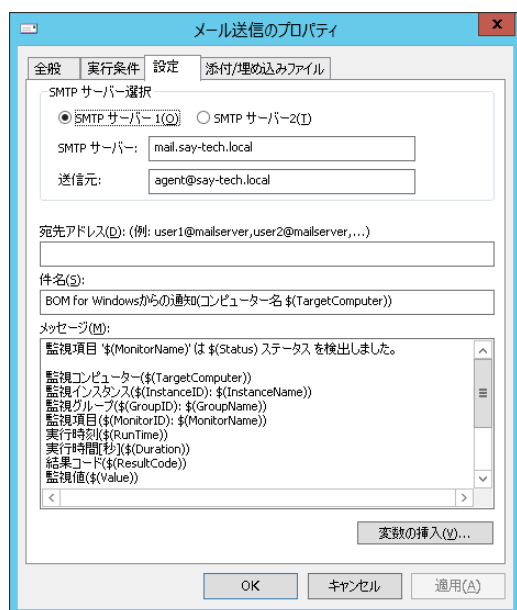 メール送信のプロパティ
x
全般 実行条件 設定 添付/埋め込みファイル
SMTP サーバー選択
SMTP サーバー 1(O) SMTP サーバー2(T)
SMTP サーバー: mail.say-tech.local
送信元: agent@say-tech.local
宛先アドレス(D): (例: user1@mailserver,user2@mailserver,...)
件名(S):
BOM for Windowsからの通知(コンピューター名 $(TargetComputer))
メッセージ(M):
監視項目 '$(MonitorName)' は $(Status) ステータス を検出しました。
監視コンピューター($(TargetComputer))
監視インスタンス($(InstanceID): $(InstanceName))
監視グループ($(GroupID): $(GroupName))
監視項目($(MonitorID): $(MonitorName))
実行時刻($(RunTime))
実行時間[秒]($(Duration))
結果コード($(ResultCode))
監視値($(Value))
変数の挿入(V)...
OK キャンセル 適用(A)